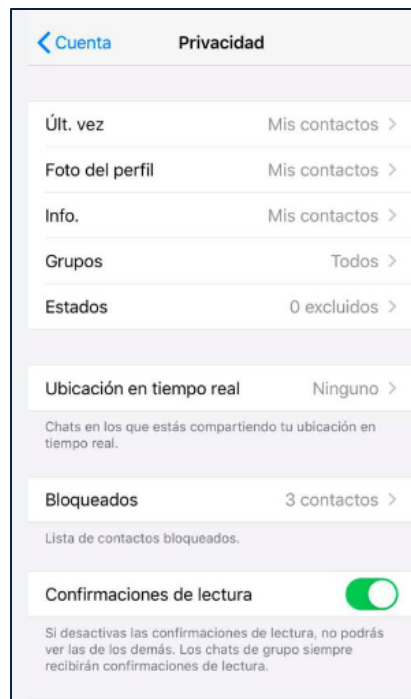 Cuenta Privacidad
Últ. vez Mis contactos
Foto del perfil Mis contactos
Info. Mis contactos
Grupos Todos
Estados 0 excluidos
Ubicación en tiempo real Ninguno
Chats en los que estás compartiendo tu ubicación en
tiempo real.
Bloqueados 3 contactos
Lista de contactos bloqueados.
Confirmaciones de lectura
Si desactivas las confirmaciones de lectura, no podrás
ver las de los demás. Los chats de grupo siempre
recibirán confirmaciones de lectura.